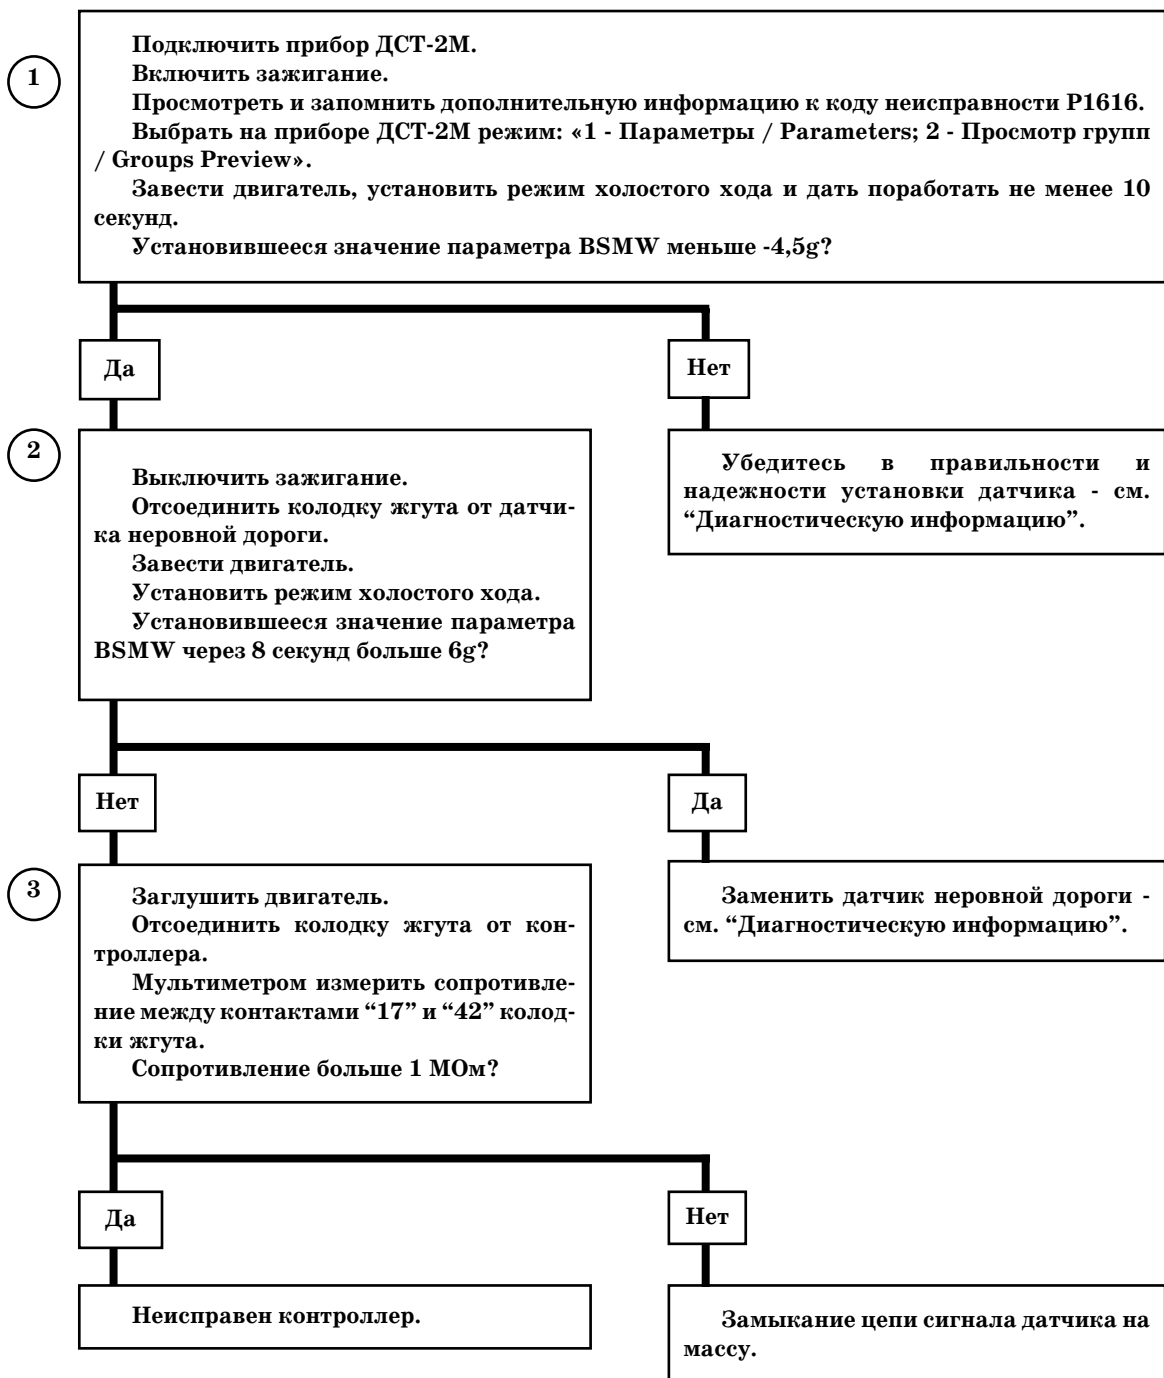 1
Подключить прибор ДСТ-2М.
Включить зажигание.
Просмотреть и запомнить дополнительную информацию к коду неисправности Р1616.
Выбрать на приборе ДСТ-2М режим: «1 - Параметры / Parameters; 2 - Просмотр групп
/ Groups Preview».
Завести двигатель, установить режим холостого хода и дать поработать не менее 10
секунд.
Установившееся значение параметра BSMW меньше -4,5g?
Да
Нет
2
Выключить зажигание.
Отсоединить колодку жгута от датчи-
ка неровной дороги.
Завести двигатель.
Установить режим холостого хода.
Установившееся значение параметра
BSMW через 8 секунд больше 6g?
Убедитесь в правильности и
надежности установки датчика - см.
“Диагностическую информацию”.
Нет
Да
3
Заглушить двигатель.
Отсоединить колодку жгута от кон-
троллера.
Мультиметром измерить сопротивле-
ние между контактами “17” и “42” колод-
ки жгута.
Сопротивление больше 1 МОм?
Заменить датчик неровной дороги -
см. “Диагностическую информацию”.
Да
Нет
Неисправен контроллер.
Замыкание цепи сигнала датчика на
массу.